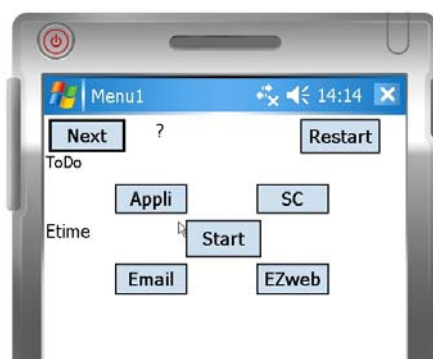 Menu1 14:14
Next ? Restart
ToDo
Appli SC
Etime Start
Email EZweb